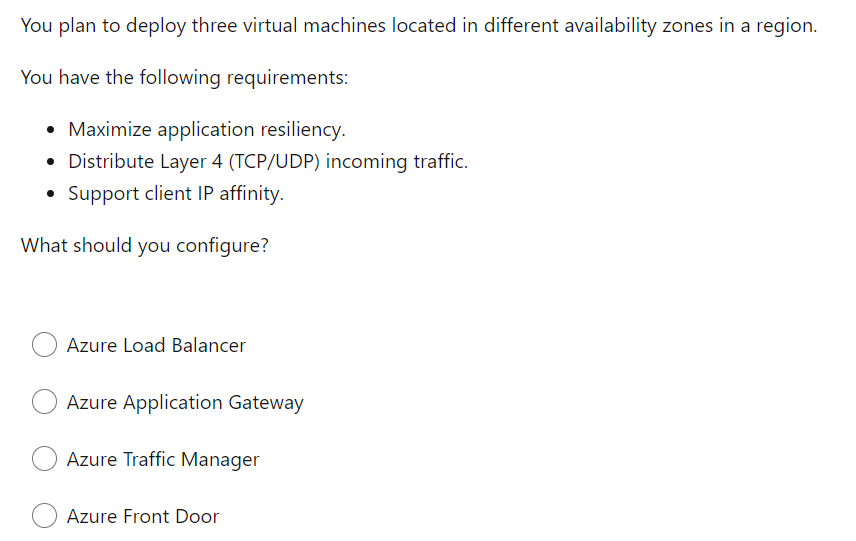 You plan to deploy three virtual machines located in different availability zones in a region.
You have the following requirements:
• Maximize application resiliency.
• Distribute Layer 4 (TCP/UDP) incoming traffic.
• Support client IP affinity.
What should you configure?
Azure Load Balancer
Azure Application Gateway
Azure Traffic Manager
Azure Front Door